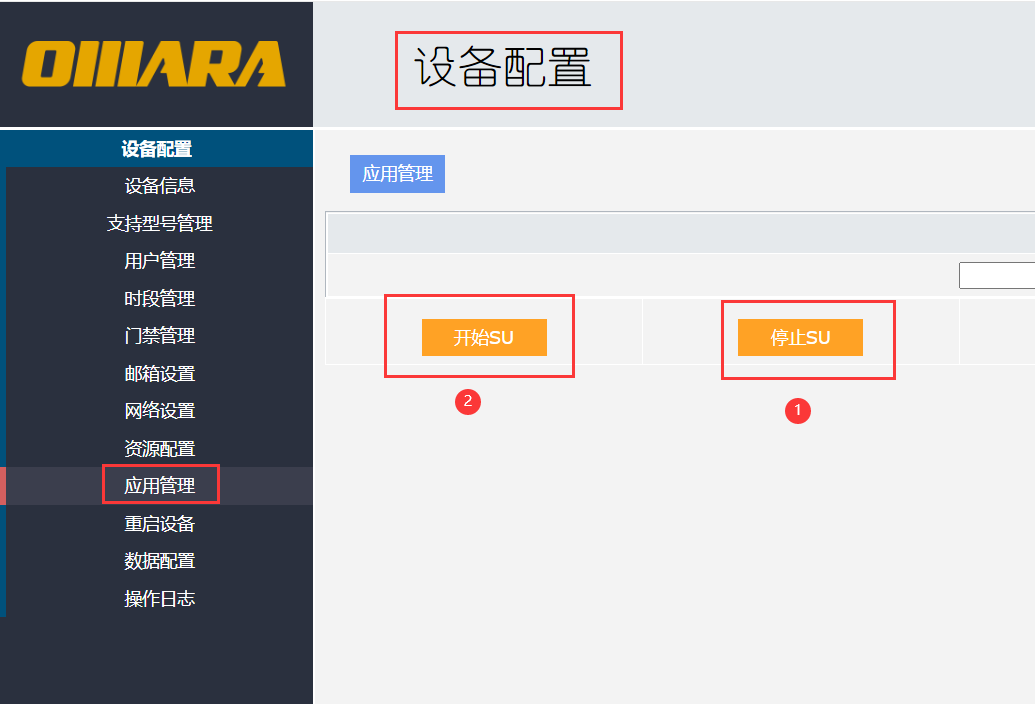 OMARA
设备配置
设备配置
设备信息
支持型号管理
用户管理
时段管理
门禁管理
邮箱设置
网络设置
资源配置
应用管理
重启设备
数据配置
操作日志
应用管理
开始SU
停止SU
2
1